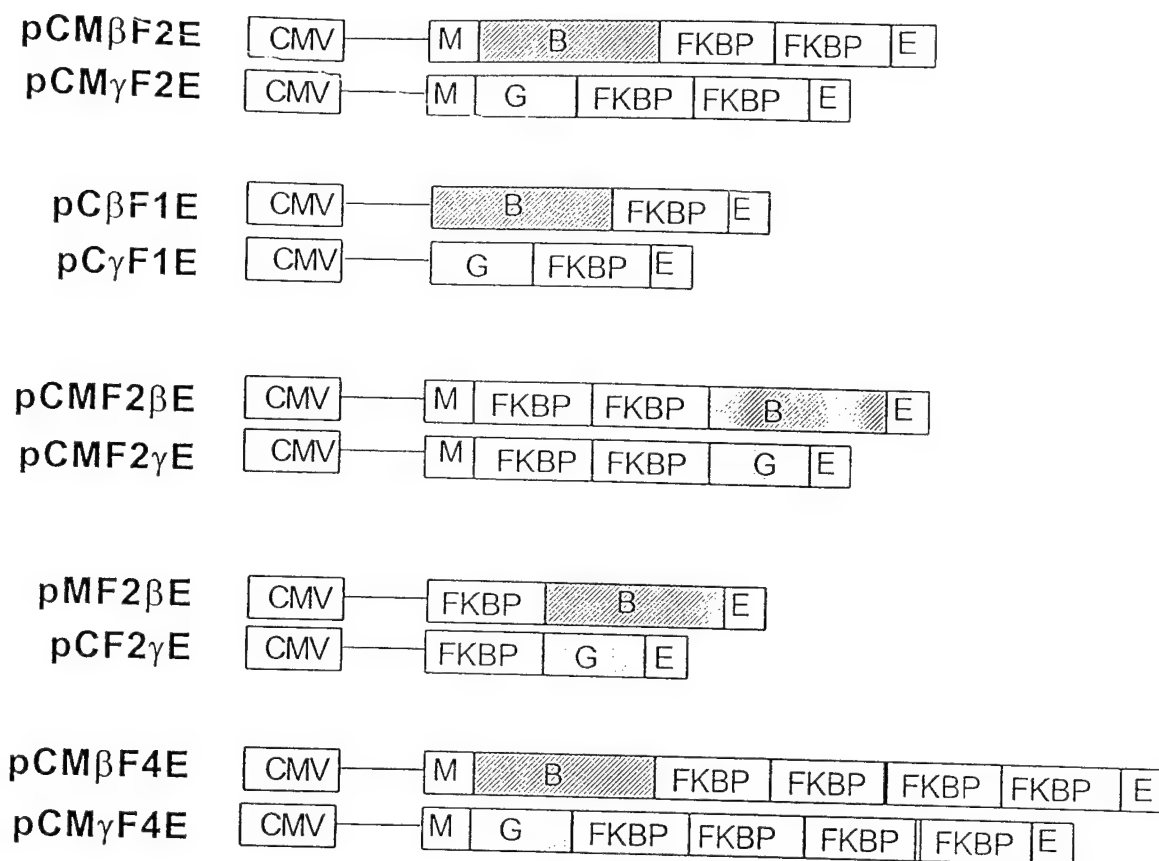 pCMβF2E CMV M B FKBP FKBP E
pCMγF2E CMV M G FKBP FKBP E
pCβF1E CMV B FKBP E
pCγF1E CMV G FKBP E
pCMF2βE CMV M FKBP FKBP B E
pCMF2γE CMV M FKBP FKBP G E
pMF2βE CMV FKBP B E
pCF2γE CMV FKBP G E
pCMβF4E CMV M B FKBP FKBP FKBP FKBP E
pCMγF4E CMV M G FKBP FKBP FKBP FKBP E